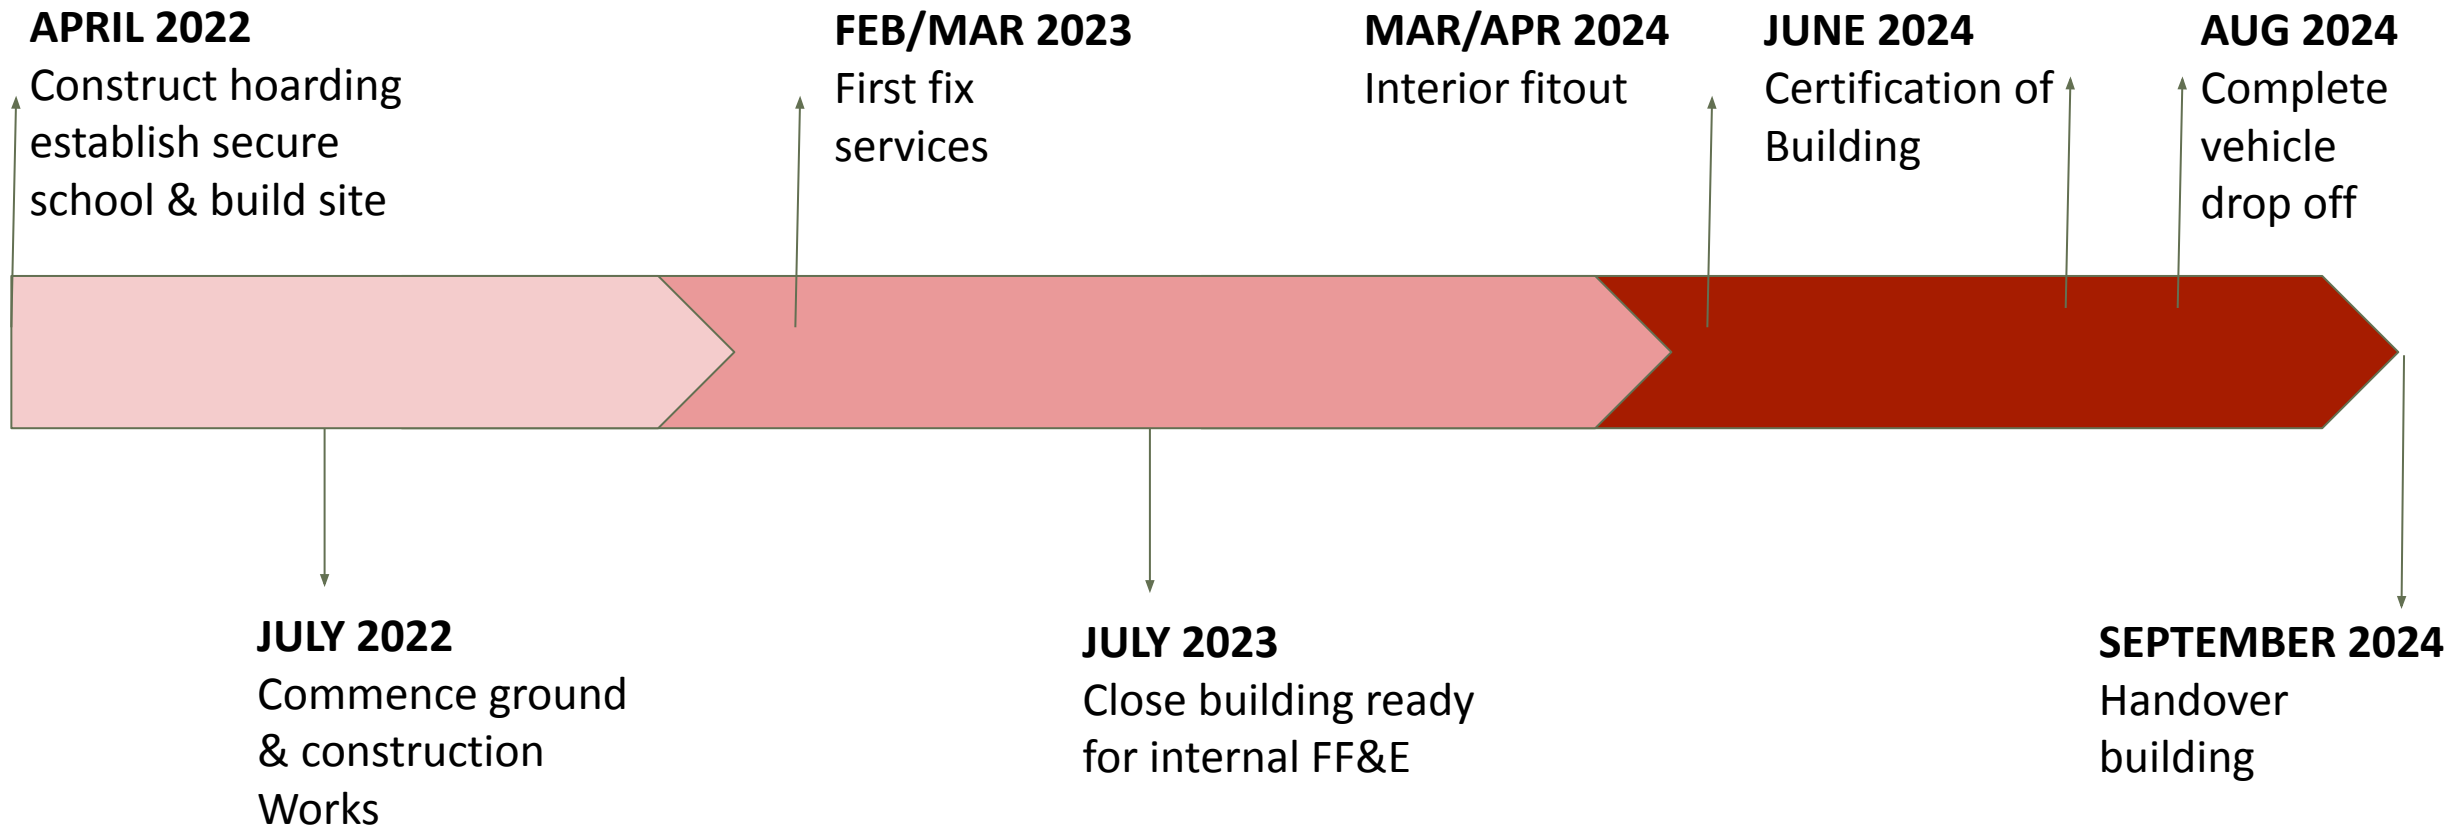 APRIL 2022
Construct hoarding
establish secure
school & build site
FEB/MAR 2023
First fix
services
MAR/APR 2024
Interior fitout
JUNE 2024
Certification of
Building
AUG 2024
Complete
vehicle
drop off
JULY 2022
Commence ground
& construction
Works
JULY 2023
Close building ready
for internal FF&E
SEPTEMBER 2024
Handover
building